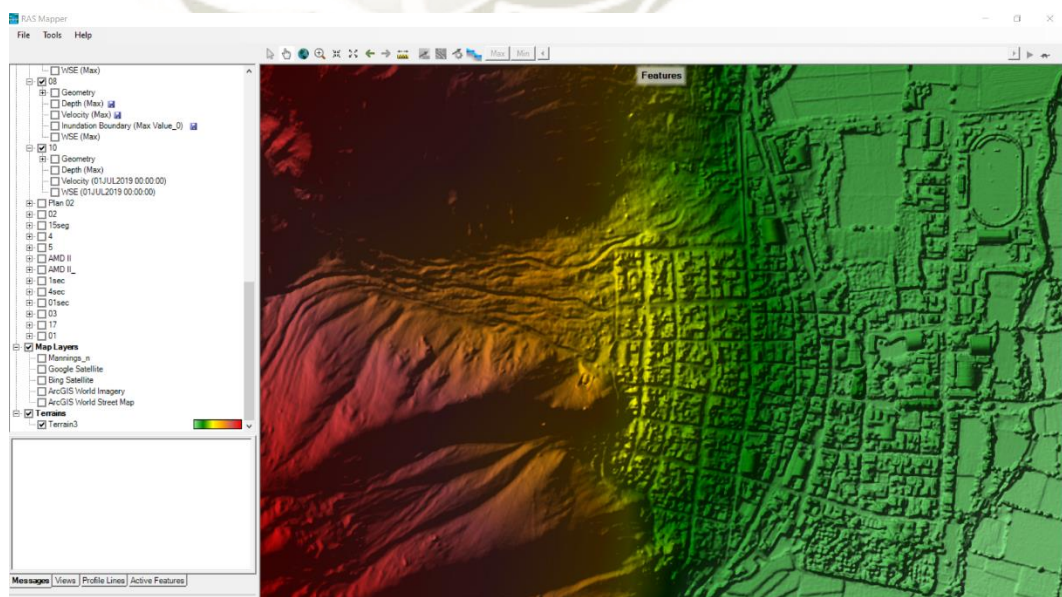 RAS Mapper
File Tools Help
Max Min
WSE (Max)
08
Geometry
Depth (Max)
Velocity (Max)
Inundation Boundary (Max Value_0)
WSE (Max)
10
Geometry
Depth (Max)
Velocity (01JUL2019 00:00:00)
WSE (01JUL2019 00:00:00)
Plan 02
02
15seg
4
5
AMD II
AMD II_
1sec
4sec
01sec
03
17
01
Map Layers
Mannings_n
Google Satellite
Bing Satellite
ArcGIS World Imagery
ArcGIS World Street Map
Terrains
Terrain3
Features
Messages Views Profile Lines Active Features